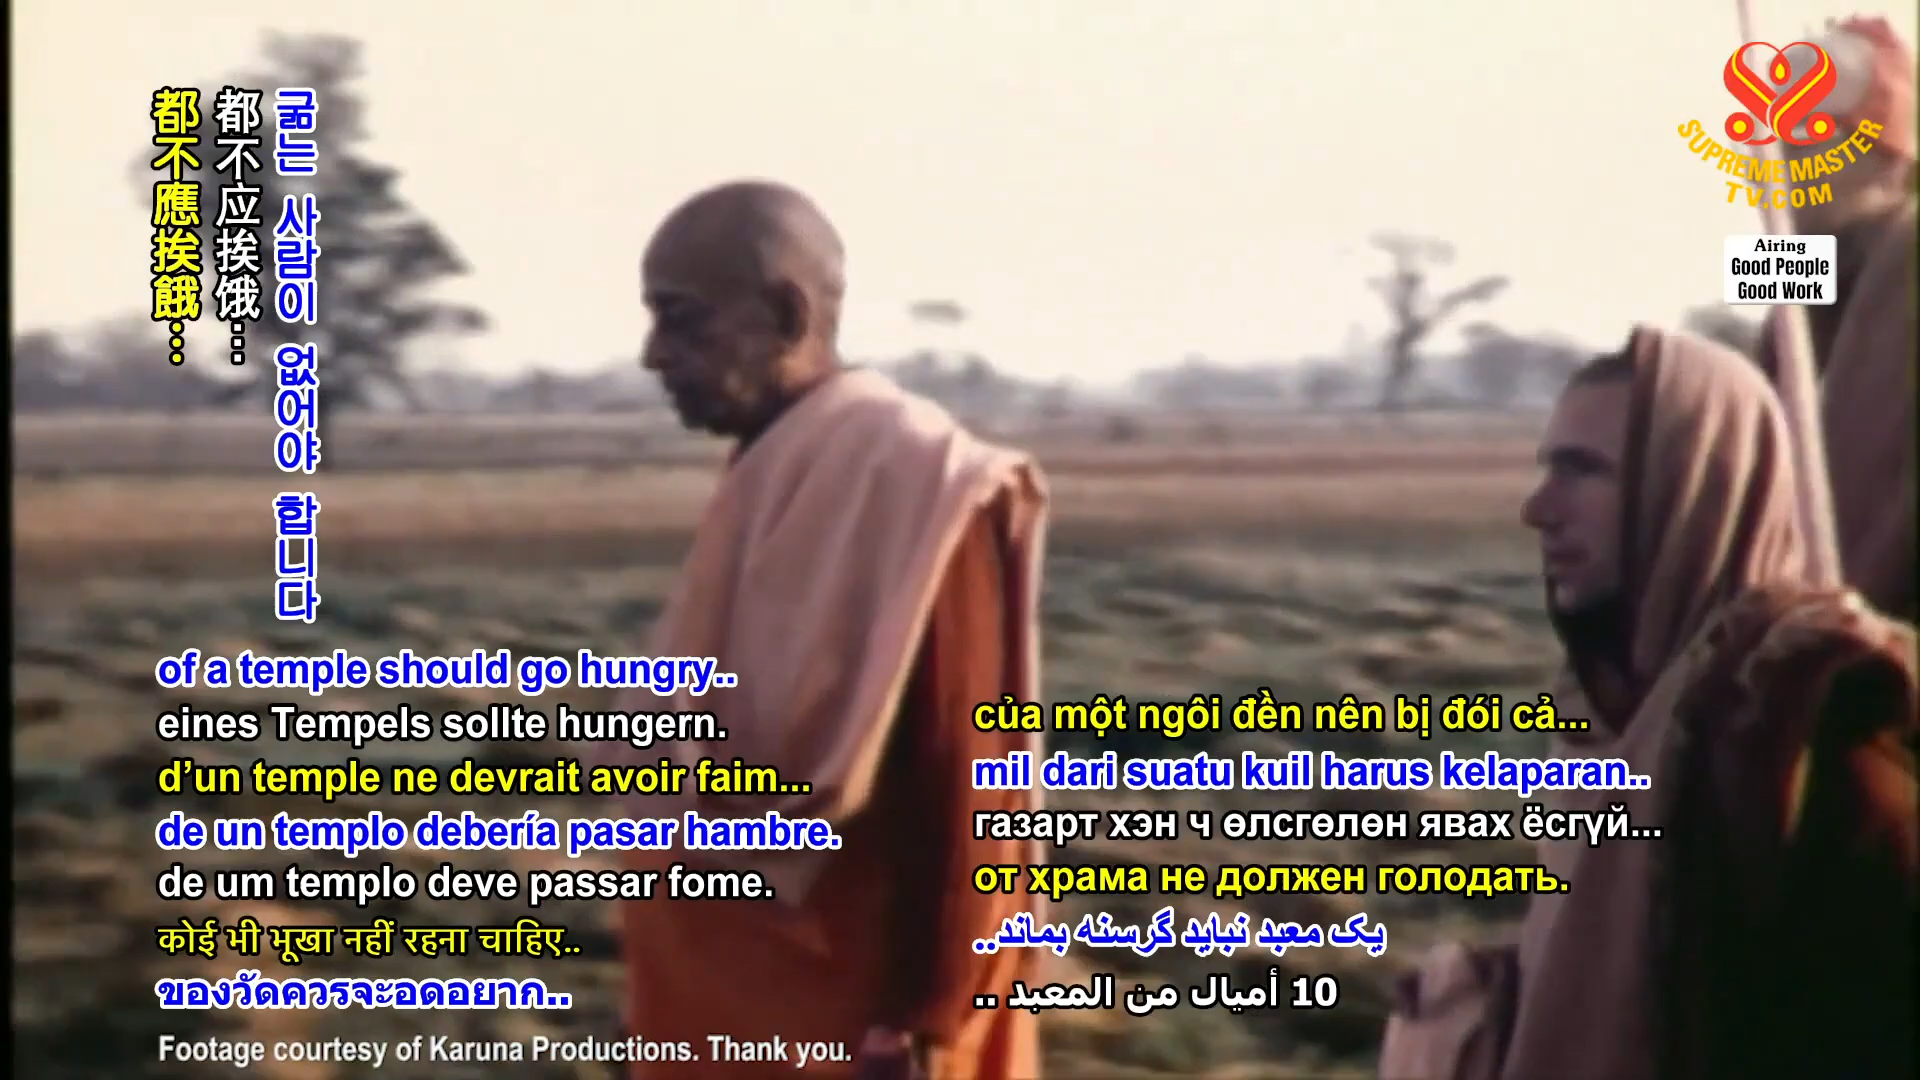 都不應挨餓…
都不应挨饿…
굶는 사람이 없어야 합니다
SUPREME MASTER
TV.COM
Airing
Good People
Good Work
of a temple should go hungry..
eines Tempels sollte hungern.
d’un temple ne devrait avoir faim...
de un templo debería pasar hambre.
de um templo deve passar fome.
कोई भी भूखा नहीं रहना चाहिए..
ของวัดควรจะอดอยาก..
của một ngôi đền nên bị đói cả...
mil dari suatu kuil harus kelaparan..
газарт хэн ч өлсгөлөн явах ёсгүй...
от храма не должен голодать.
یک معبد نباید گرسنه بماند..
10 أميال من المعبد ..
Footage courtesy of Karuna Productions. Thank you.